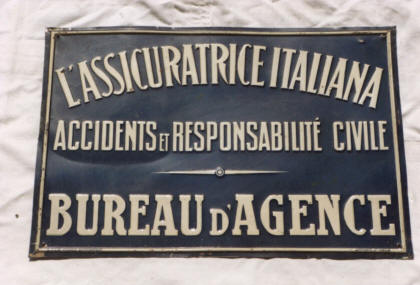 L'ASSICURATRICE ITALIANA
ACCIDENTS ET RESPONSABILITÉ CIVILE
BUREAU D'AGENCE